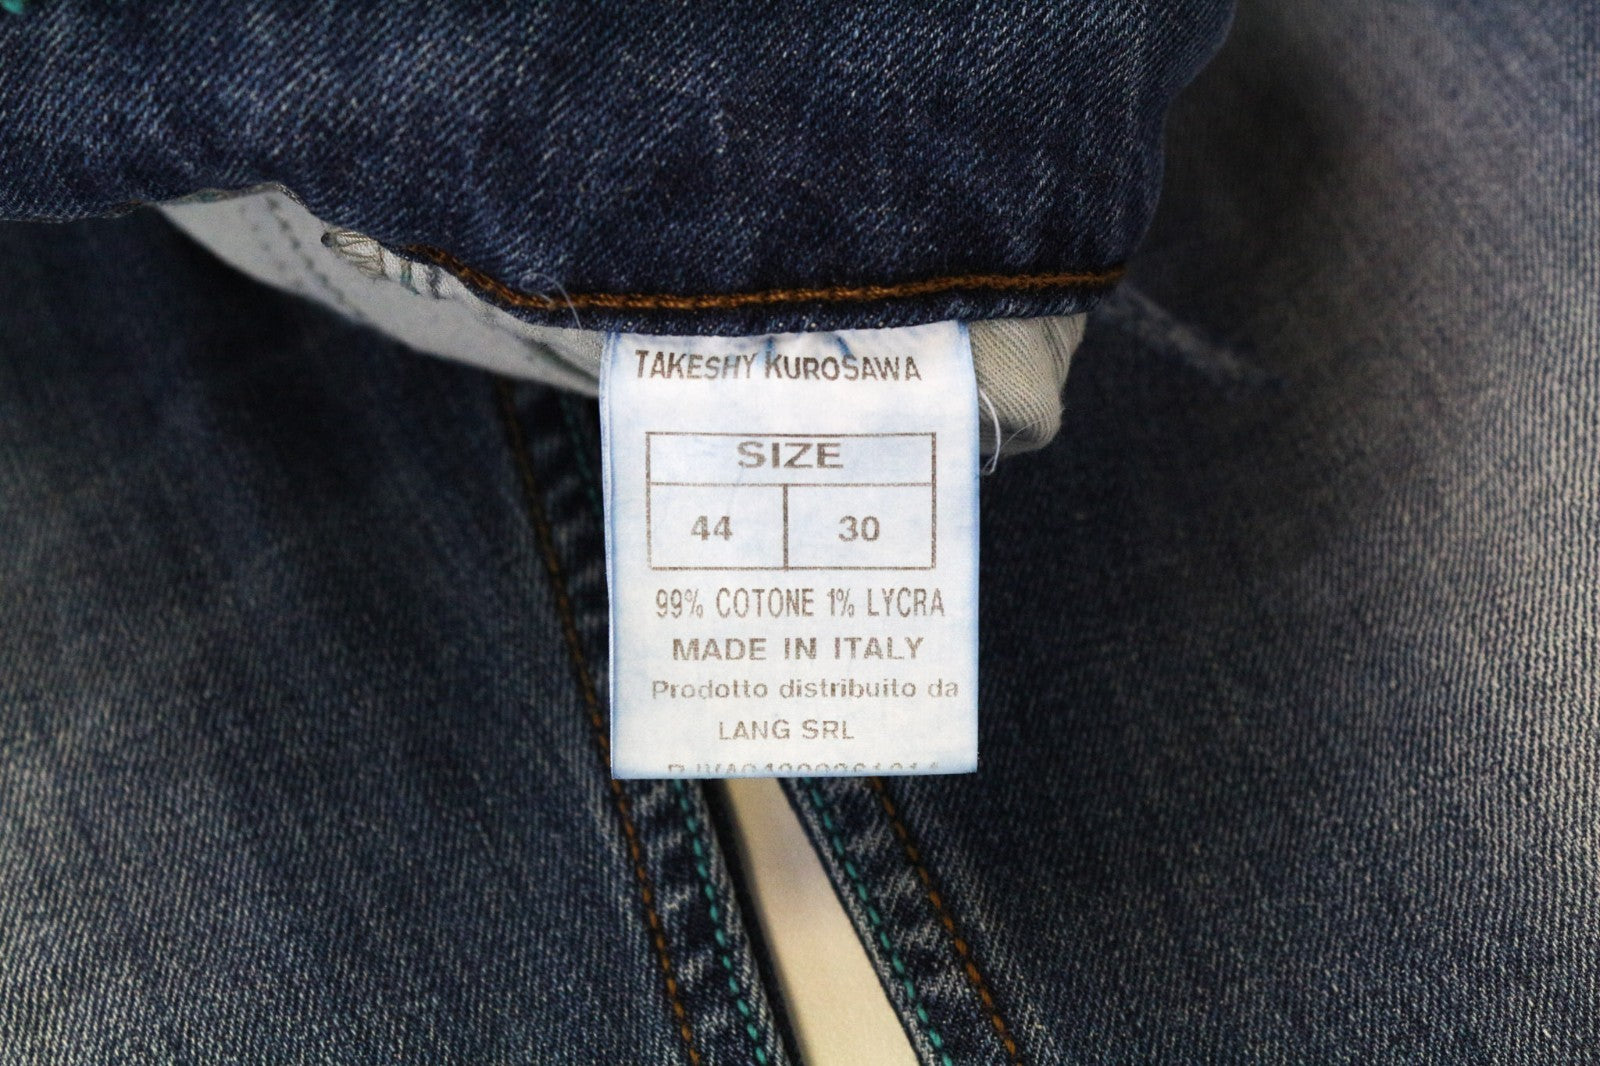 TAKESHY KUROSAWA
SIZE
44 30
99% COTONE 1% LYCRA
MADE IN ITALY
Prodotto distribuito da
LANG SRL